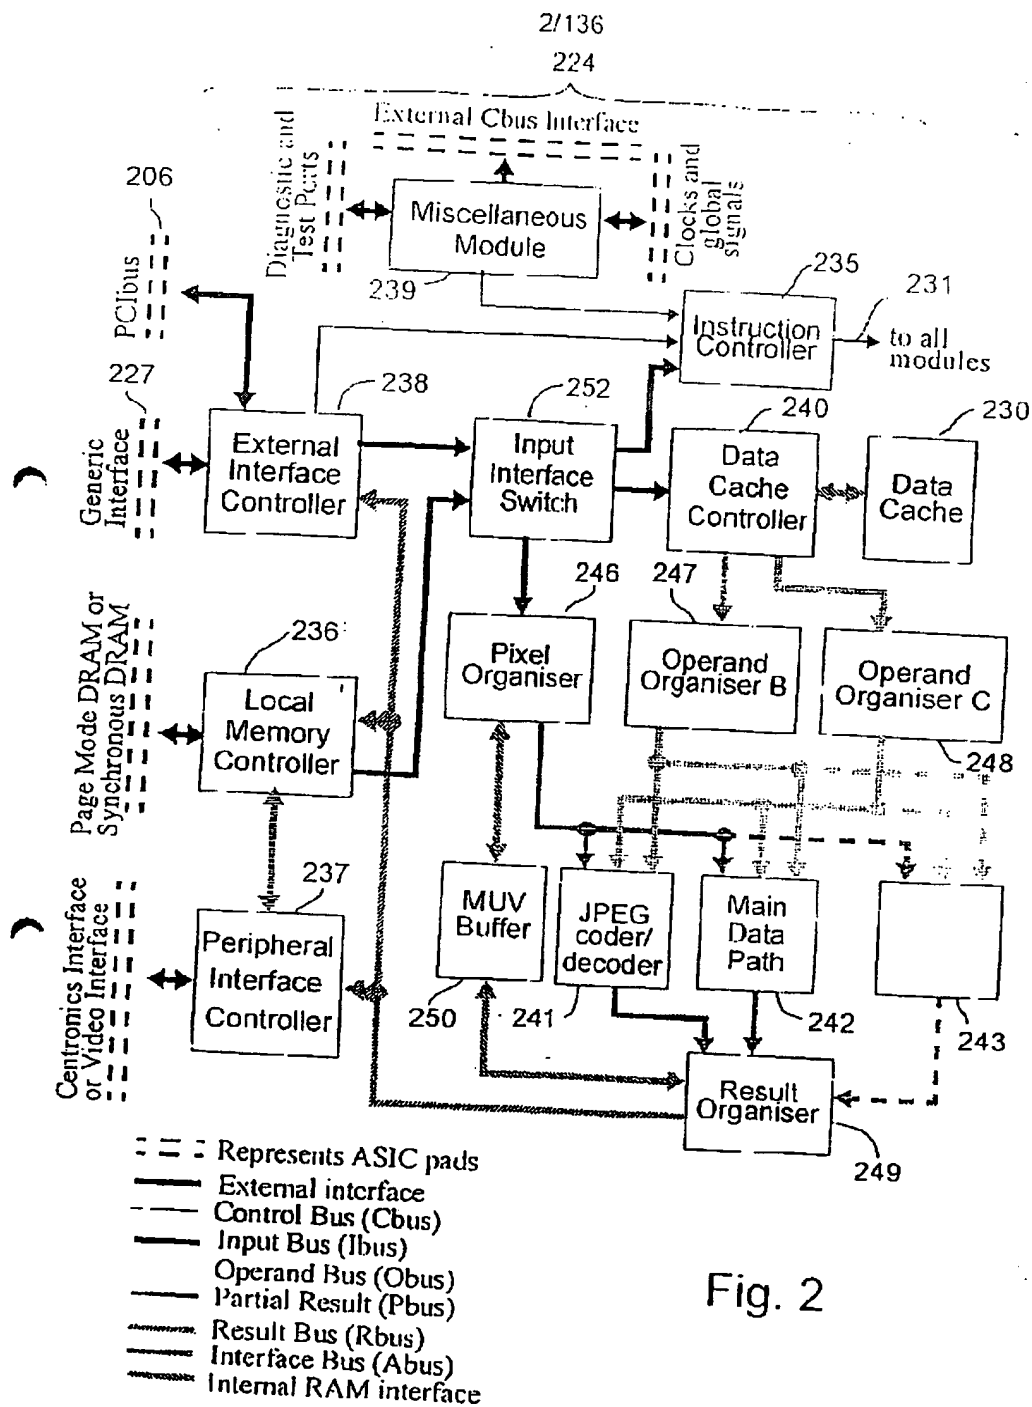 2/136
224
External Cbus Interface
Diagnostic and
Test Ports
Clocks and
global
signals
206
Miscellaneous
Module
239
235
231
PCIbus
Instruction
Controller
to all
modules
227
238
252
240
230
Generic
Interface
External
Interface
Controller
Input
Interface
Switch
Data
Cache
Controller
Data
Cache
246
247
236
Page Mode DRAM or
Synchronous DRAM
Local
Memory
Controller
Pixel
Organiser
Operand
Organiser B
Operand
Organiser C
248
237
Centronics Interface
or Video Interface
Peripheral
Interface
Controller
MUV
Buffer
JPEG
coder/
decoder
Main
Data
Path
250
241
242
243
Result
Organiser
249
Represents ASIC pads
External interface
Control Bus (Cbus)
Input Bus (Ibus)
Operand Bus (Obus)
Partial Result (Pbus)
Result Bus (Rbus)
Interface Bus (Abus)
Internal RAM interface
Fig. 2